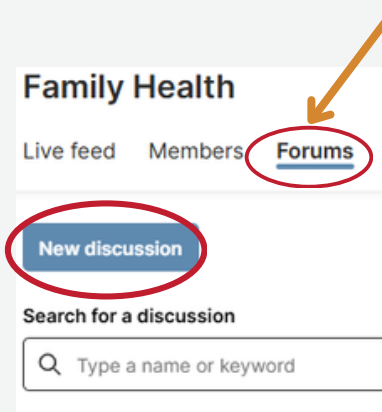 Family Health
Live feed Members Forums
New discussion
Search for a discussion
Type a name or keyword